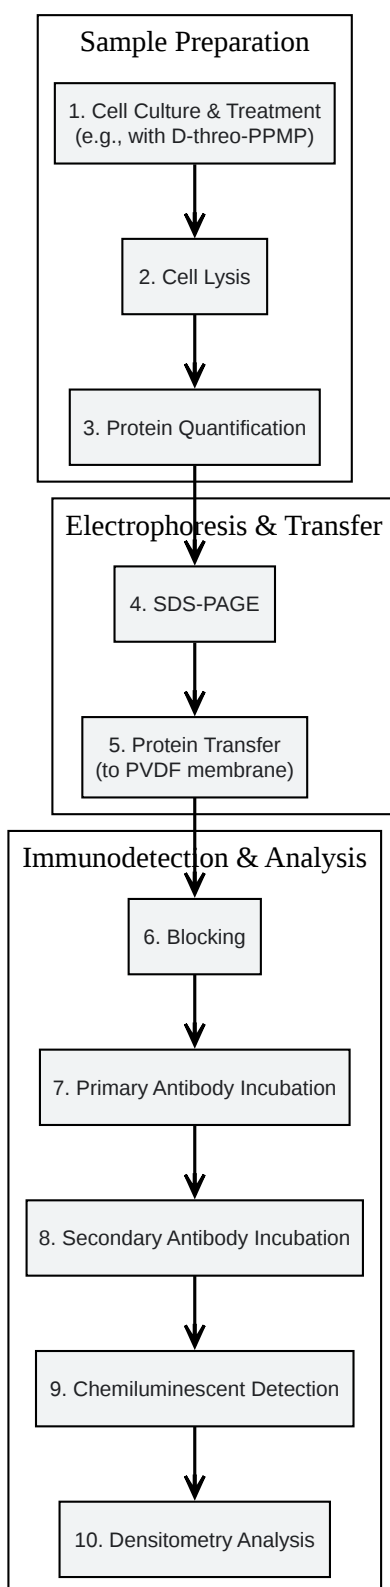 Sample Preparation
1. Cell Culture & Treatment
(e.g., with D-threo-PPMP)
2. Cell Lysis
3. Protein Quantification
Electrophoresis & Transfer
4. SDS-PAGE
5. Protein Transfer
(to PVDF membrane)
Immunodetection & Analysis
6. Blocking
7. Primary Antibody Incubation
8. Secondary Antibody Incubation
9. Chemiluminescent Detection
10. Densitometry Analysis